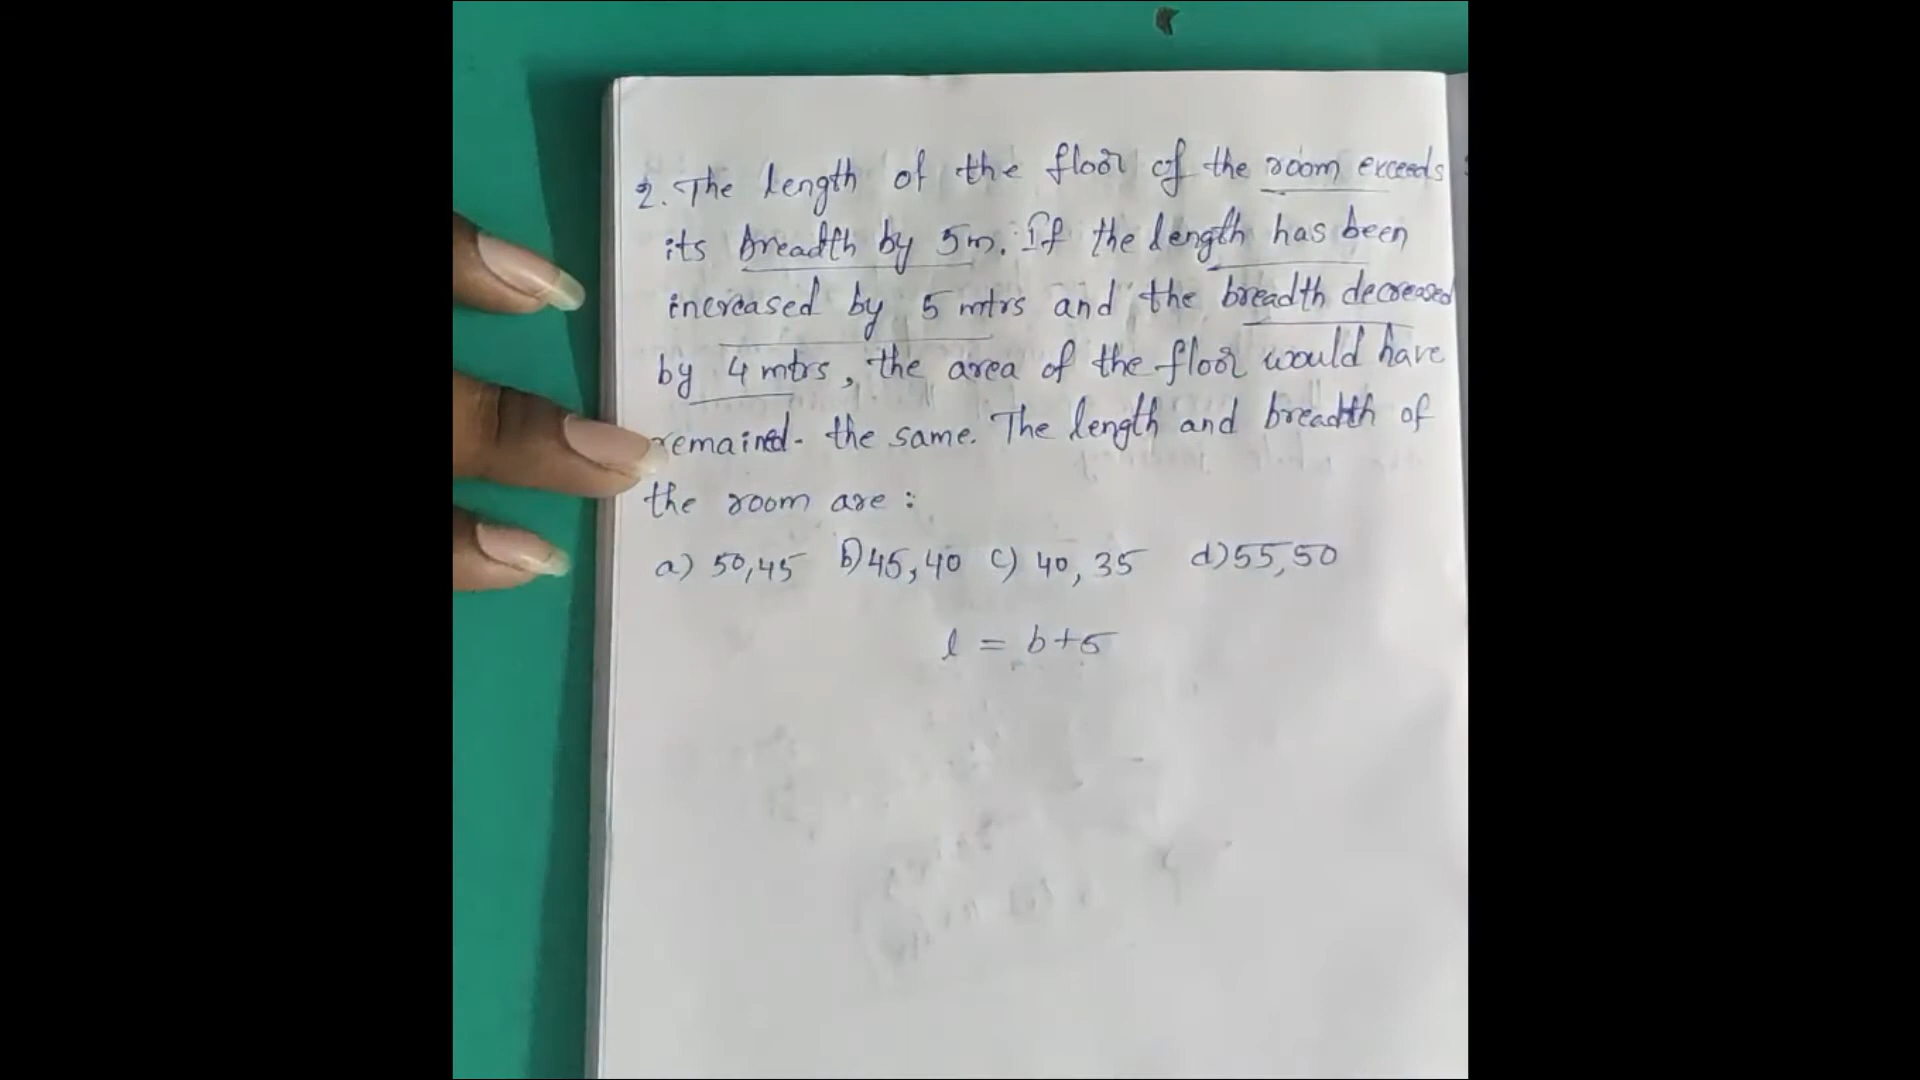 2. The length of the floor of the room exceeds
its breadth by 5m. If the length has been
increased by 5 mtrs and the breadth decreased
by 4 mtrs, the area of the floor would have
remained- the same. The length and breadth of
the room are :
a) 50,45 b) 45,40 c) 40, 35 d) 55,50
l = b+5